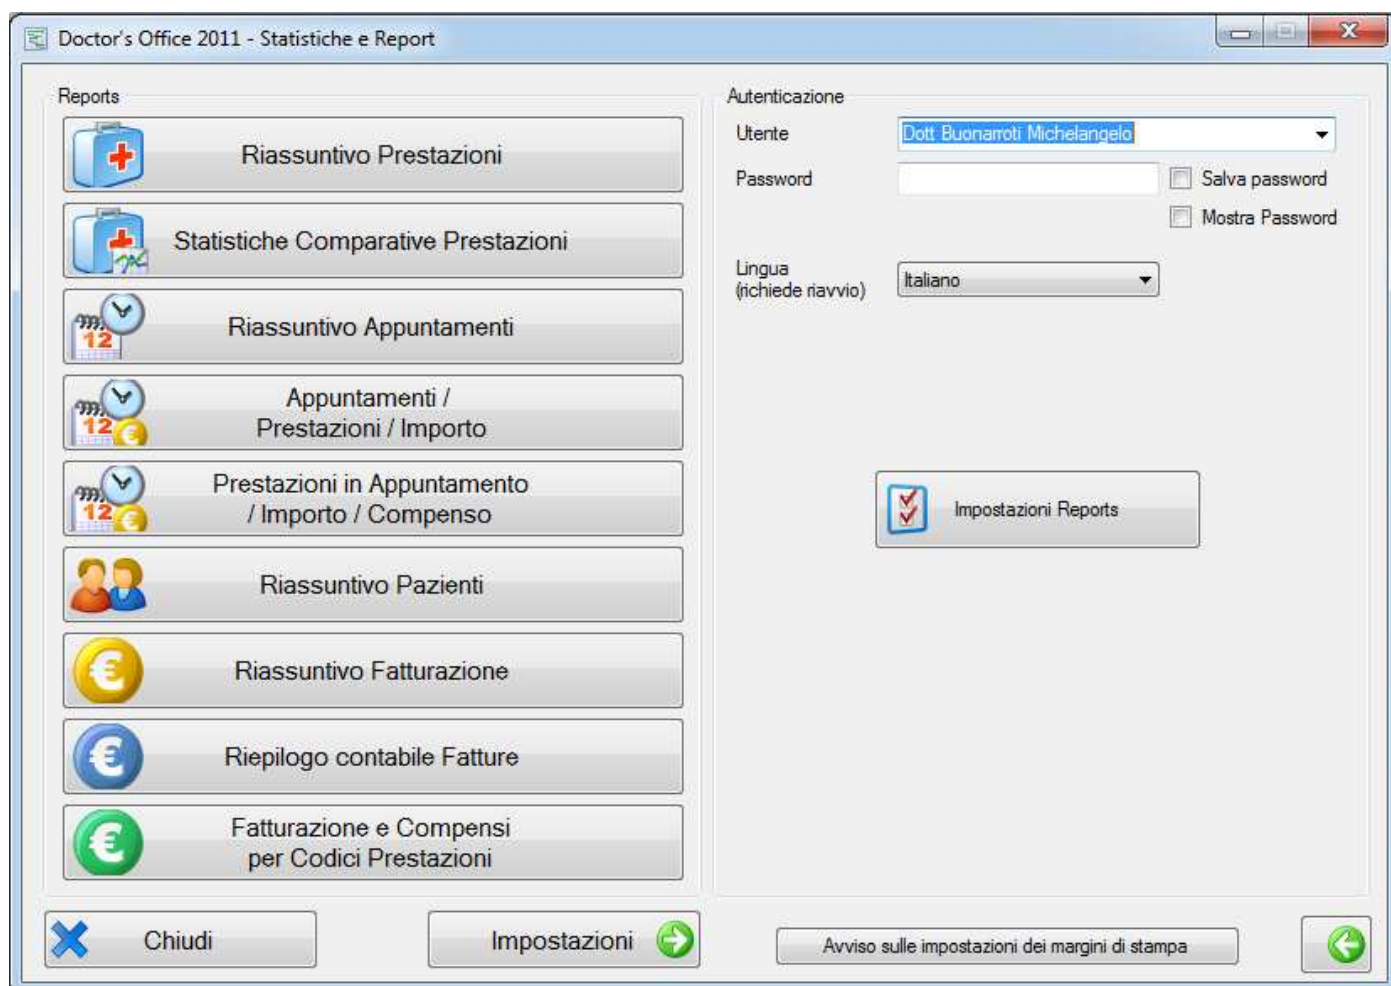 Doctor's Office 2011 - Statistiche e Report
Reports
Riassuntivo Prestazioni
Statistiche Comparative Prestazioni
12
Riassuntivo Appuntamenti
12
Appuntamenti /
Prestazioni / Importo
12
Prestazioni in Appuntamento
/ Importo / Compenso
Riassuntivo Pazienti
€
Riassuntivo Fatturazione
€
Riepilogo contabile Fatture
€
Fatturazione e Compensi
per Codici Prestazioni
Chiudi
Impostazioni
Autenticazione
Utente
Dott Buonarroti Michelangelo
Password
Salva password
Mostra Password
Lingua
(richiede riavvio)
Italiano
Impostazioni Reports
Avviso sulle impostazioni dei margini di stampa